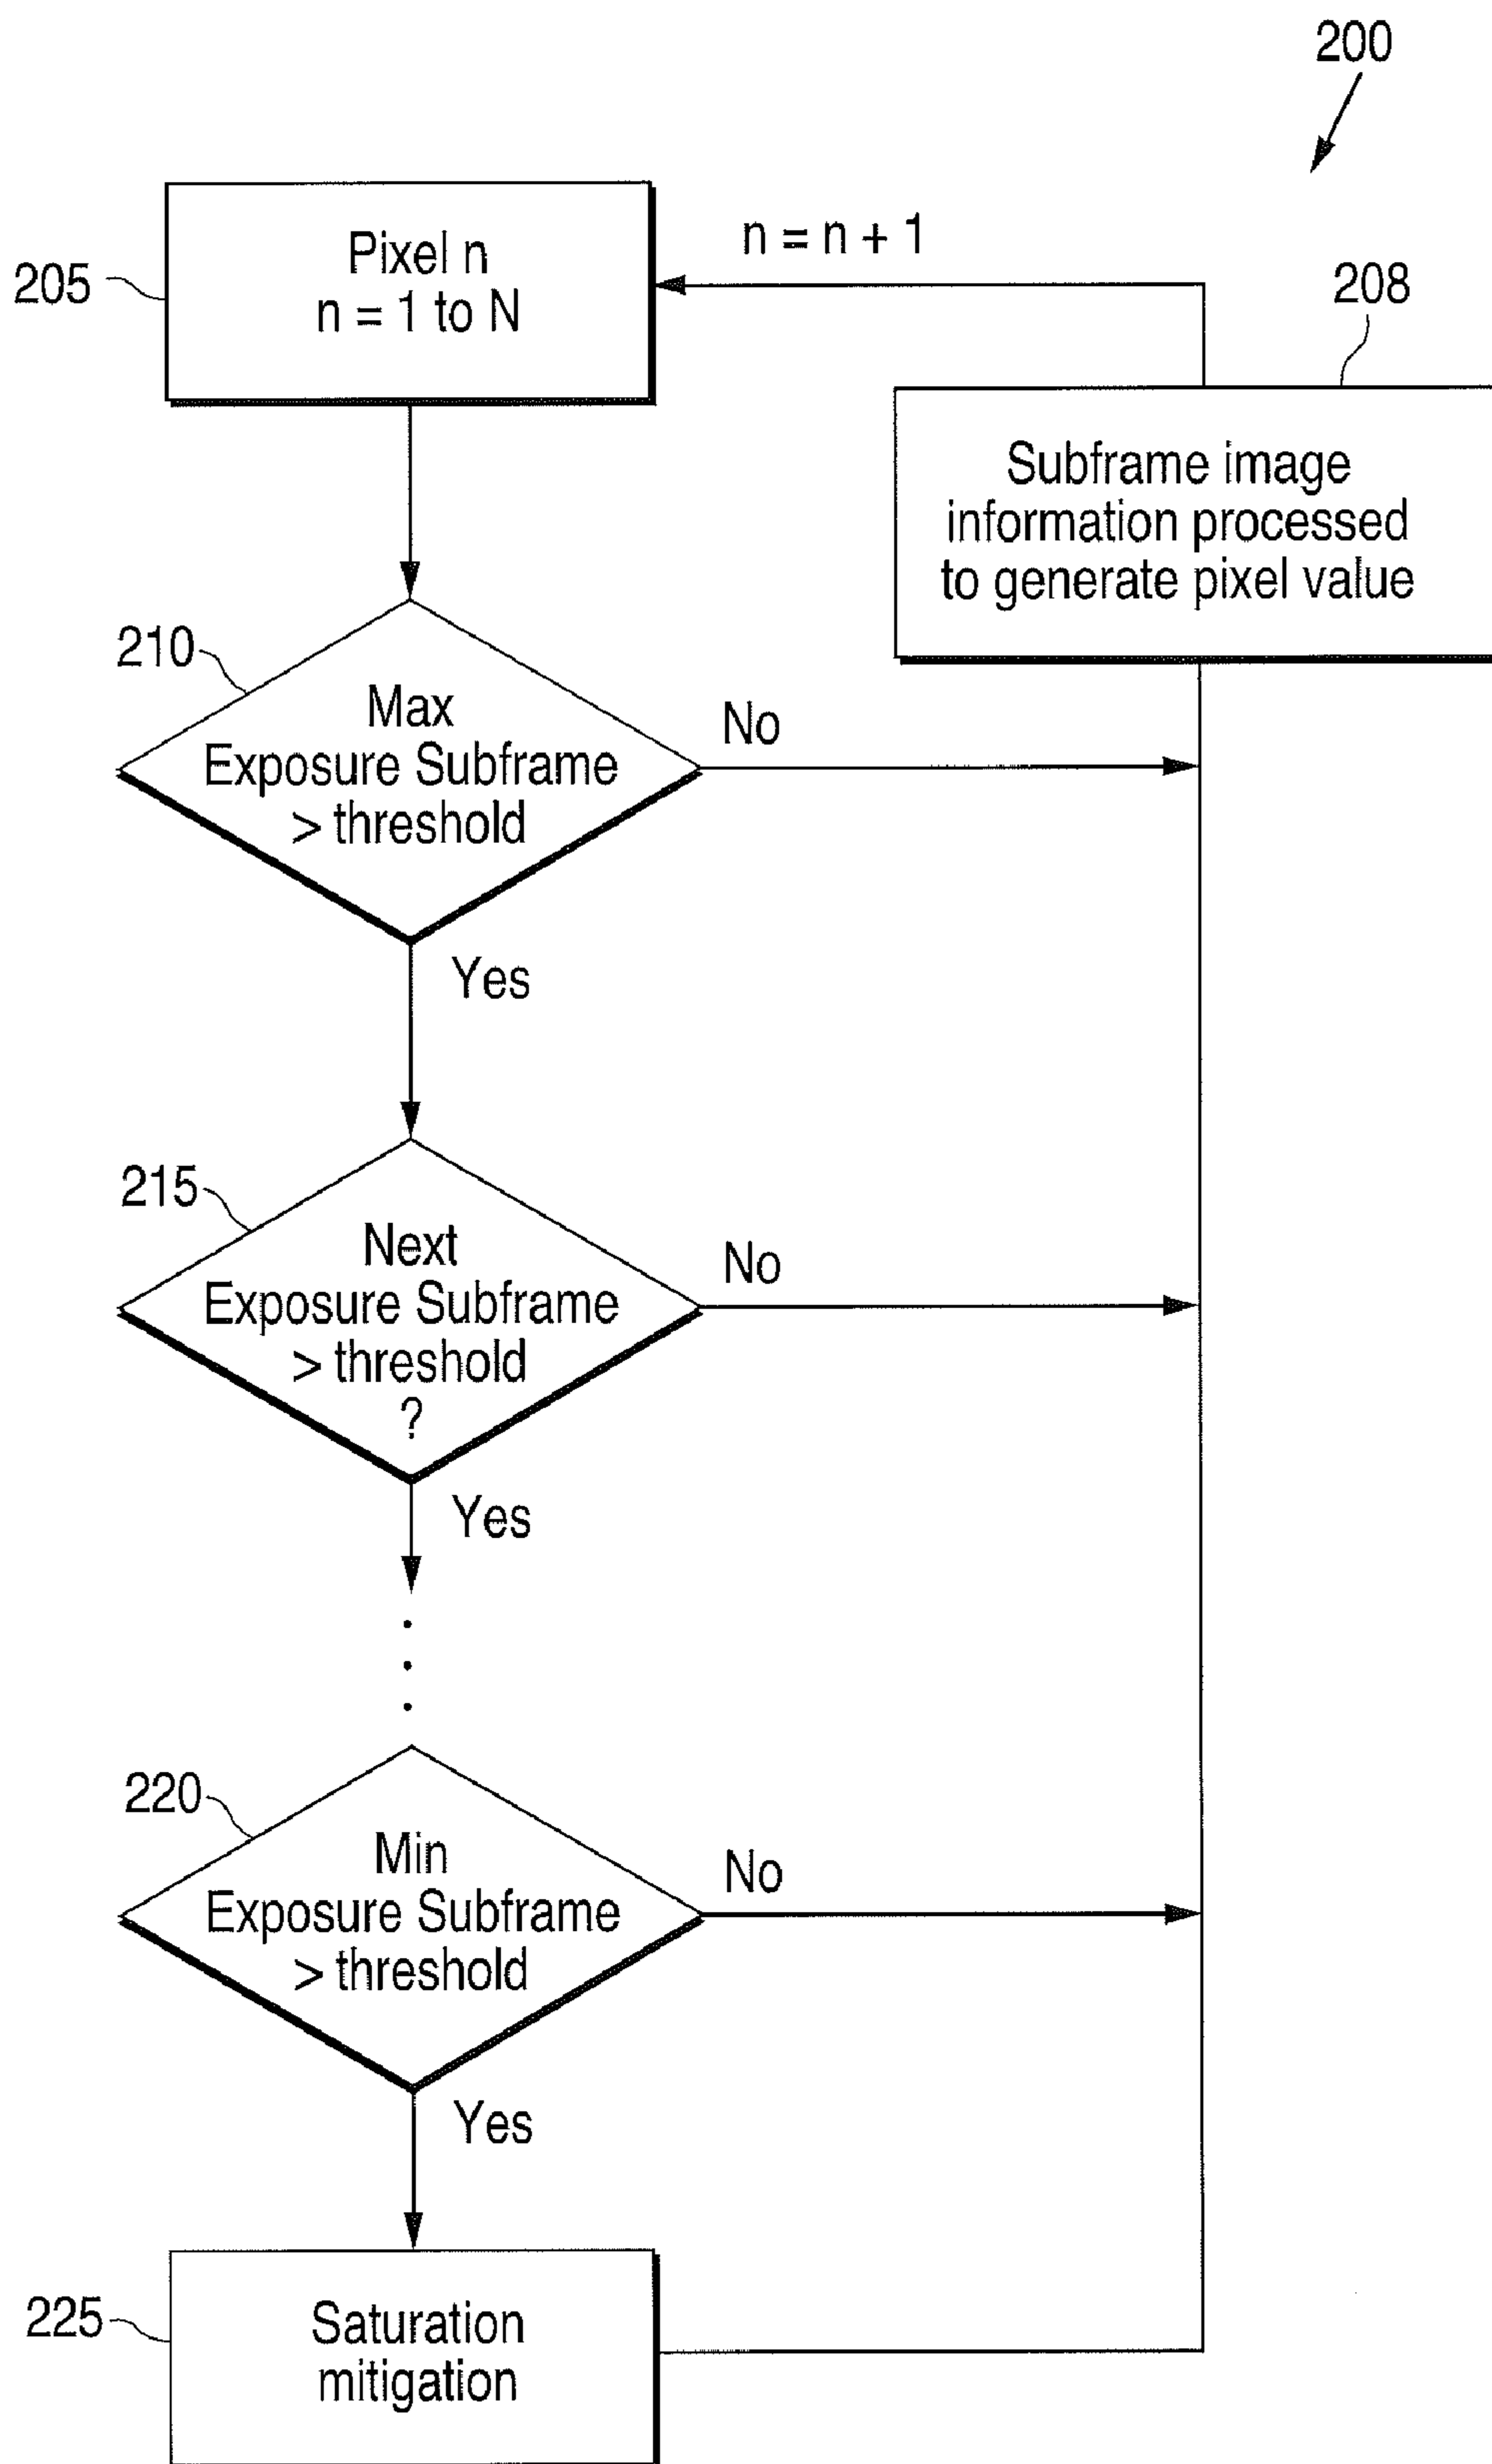 200
n = n + 1
Pixel n
n = 1 to N
205
208
Subframe image
information processed
to generate pixel value
210
Max
Exposure Subframe
> threshold
No
Yes
215
Next
Exposure Subframe
> threshold
?
No
Yes
220
Min
Exposure Subframe
> threshold
No
Yes
225
Saturation
mitigation